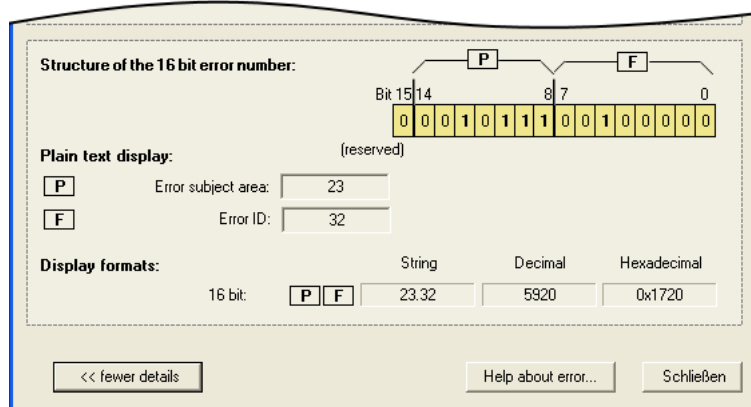 Structure of the 16 bit error number:
P F
Bit 15 14 8 7 0
0 0 0 1 0 1 1 1 0 0 1 0 0 0 0 0
(reserved)
Plain text display:
P Error subject area: 23
F Error ID: 32
Display formats: String Decimal Hexadecimal
16 bit: P F 23.32 5920 0x1720
<< fewer details Help about error... Schließen